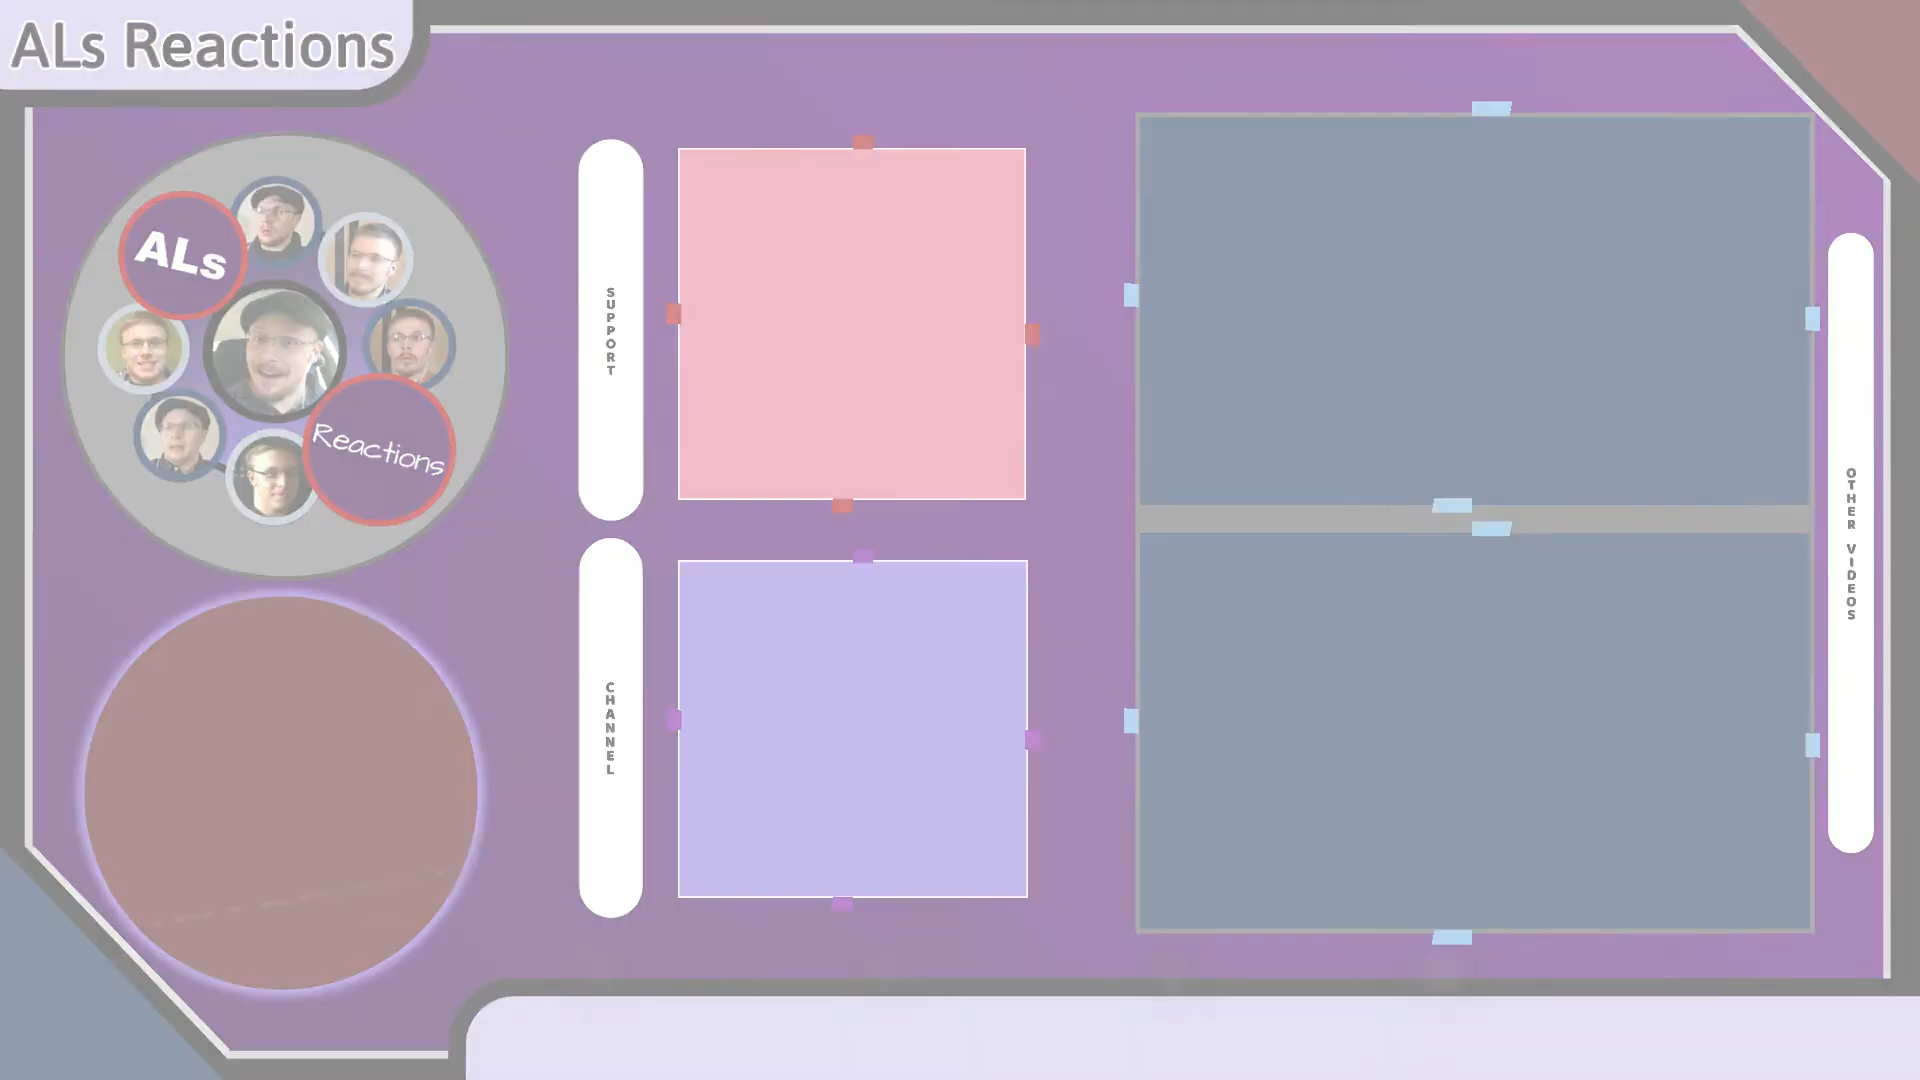 ALs Reactions
ALs
Reactions
SUPPORT
CHANNEL
OTHER VIDEOS